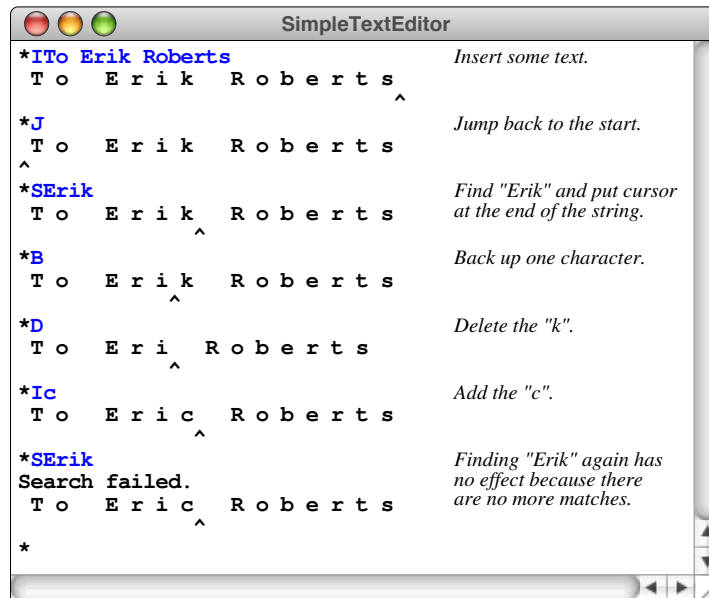 SimpleTextEditor
*ITo Erik Roberts Insert some text.
 T o   E r i k   R o b e r t s
^
*J Jump back to the start.
 T o   E r i k   R o b e r t s
^
*SErik Find "Erik" and put cursor
 T o   E r i k   R o b e r t s at the end of the string.
^
*B Back up one character.
 T o   E r i k   R o b e r t s
^
*D Delete the "k".
 T o   E r i   R o b e r t s
^
*Ic Add the "c".
 T o   E r i c   R o b e r t s
^
*SErik Finding "Erik" again has
Search failed. no effect because there
 T o   E r i c   R o b e r t s are no more matches.
^
*